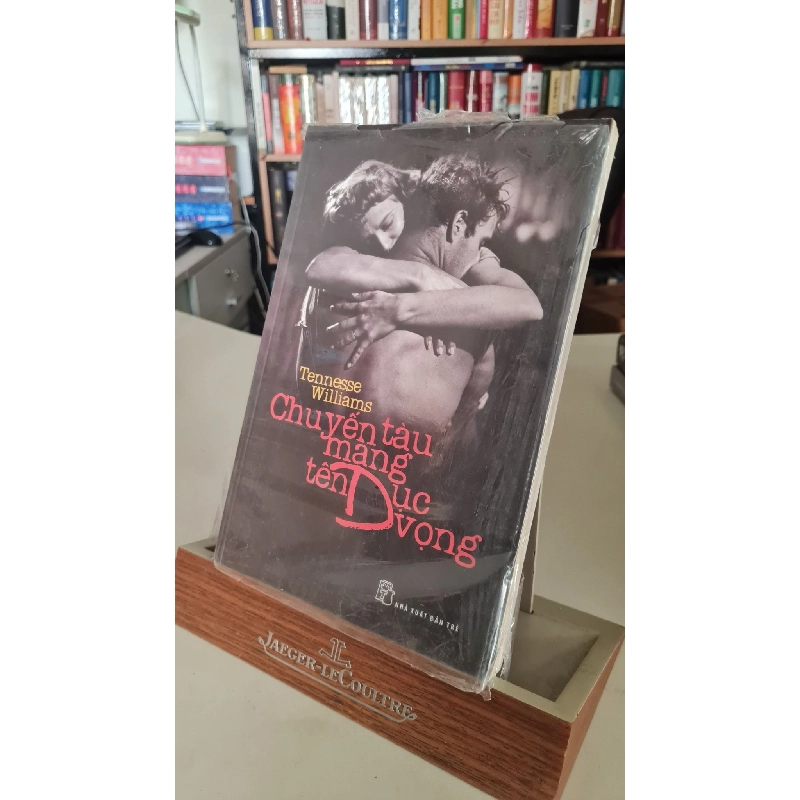 Tennesse
Williams
Chuyến tàu
mang
tên Dục
vọng
NHÀ XUẤT BẢN TRẺ
JAEGER-LECOULTRE